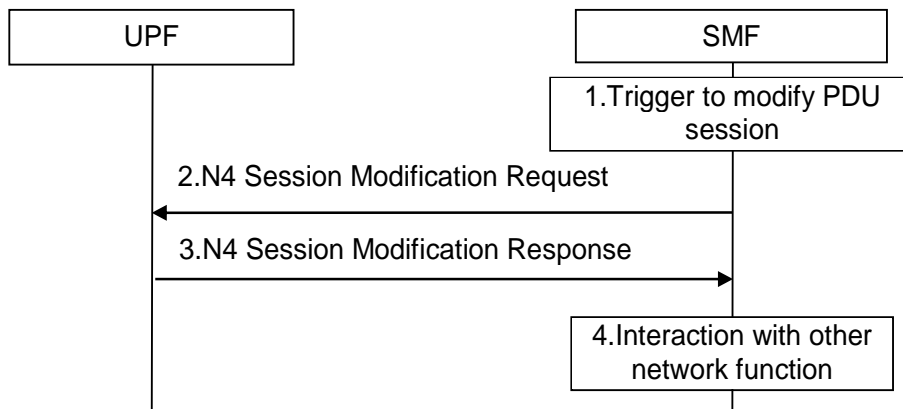 UPF
SMF
1.Trigger to modify PDU
session
2.N4 Session Modification Request
3.N4 Session Modification Response
4.Interaction with other
network function